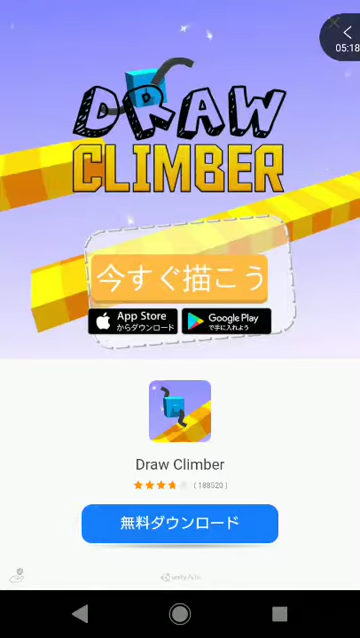 05:18
DRAW
CLIMBER
今すぐ描こう
App Store
からダウンロード
Google Play
で手に入れよう
Draw Climber
( 188520 )
無料ダウンロード
unity Ads